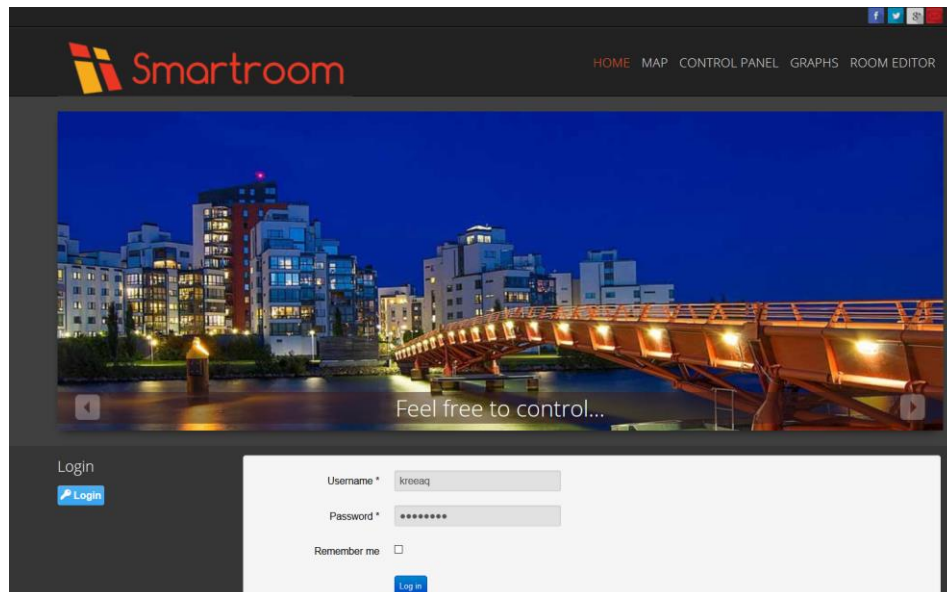 Smartroom
HOME MAP CONTROL PANEL GRAPHS ROOM EDITOR
Feel free to control...
Login
Login
Username * kreeaq
Password * ••••••••
Remember me
Log in